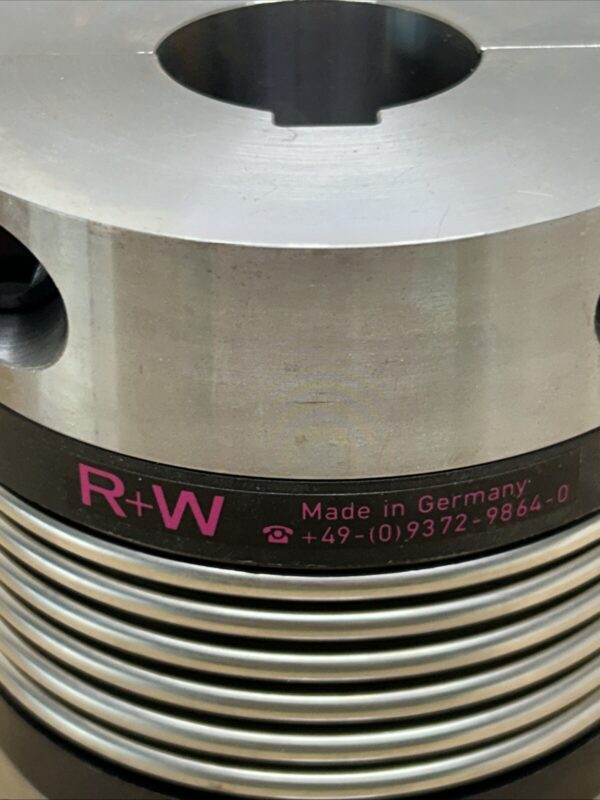 R+W
Made in Germany
☎ +49-(0)9372-9864-0